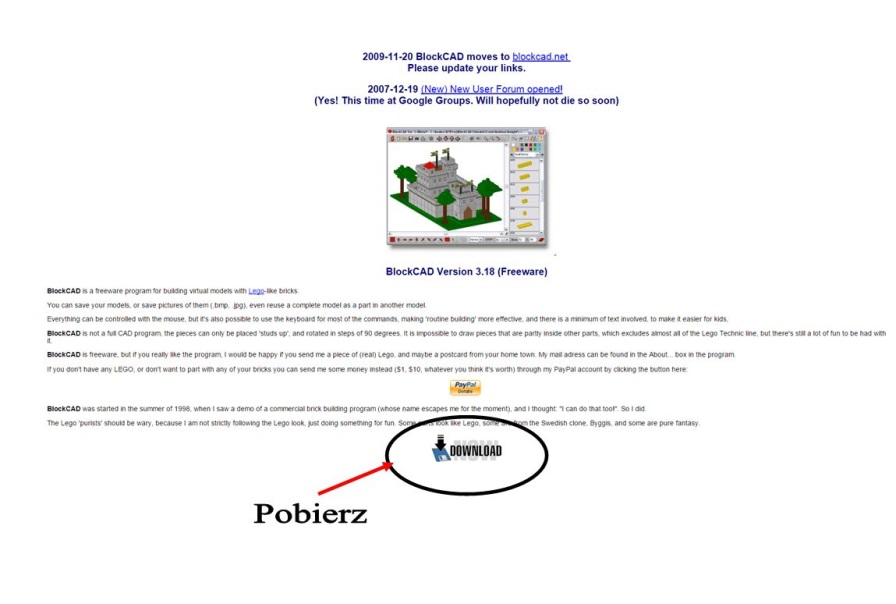 2009-11-20 BlockCAD moves to blockcad.net
Please update your links.
2007-12-19 (New) New User Forum opened!
(Yes! This time at Google Groups. Will hopefully not die so soon)
BlockCAD Version 3.18 (Freeware)
BlockCAD is a freeware program for building virtual models with Lego-like bricks.
You can save your models, or save pictures of them (.bmp, .jpg), even reuse a complete model as a part in another model.
Everything can be controlled with the mouse, but it's also possible to use the keyboard for most of the commands, making 'routine building' more effective, and there is a minimum of text involved, to make it easier for kids.
BlockCAD is not a full CAD program, the pieces can only be placed 'studs up', and rotated in steps of 90 degrees. It is impossible to draw pieces that are partly inside other parts, which excludes almost all of the Lego Technic line, but there's still a lot of fun to be had with
it.
BlockCAD is freeware, but if you really like the program, I would be happy if you send me a piece of (real) Lego, and maybe a postcard from your home town. My mail adress can be found in the About... box in the program.
If you don't have any LEGO, or don't want to part with any of your bricks you can send me some money instead ($1, $10, whatever you think it's worth) through my PayPal account by clicking the button here:
PayPal
Donate
BlockCAD was started in the summer of 1998, when I saw a demo of a commercial brick building program (whose name escapes me for the moment), and I thought: "I can do that too!". So I did.
The Lego 'purists' should be wary, because I am not strictly following the Lego look, just doing something for fun. Some look like Lego, some from the Swedish clone, Byggis, and some are pure fantasy.
NOW
DOWNLOAD
Pobierz